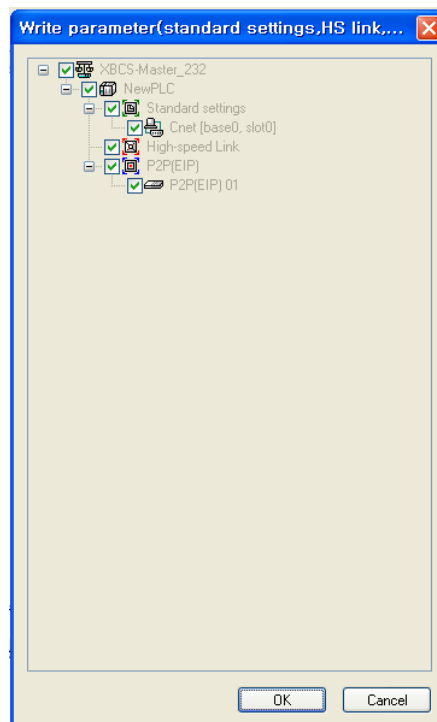 Write parameter(standard settings,HS link,...
XBCS-Master_232
NewPLC
Standard settings
Cnet [base0, slot0]
High-speed Link
P2P(EIP)
P2P(EIP) 01
OK
Cancel